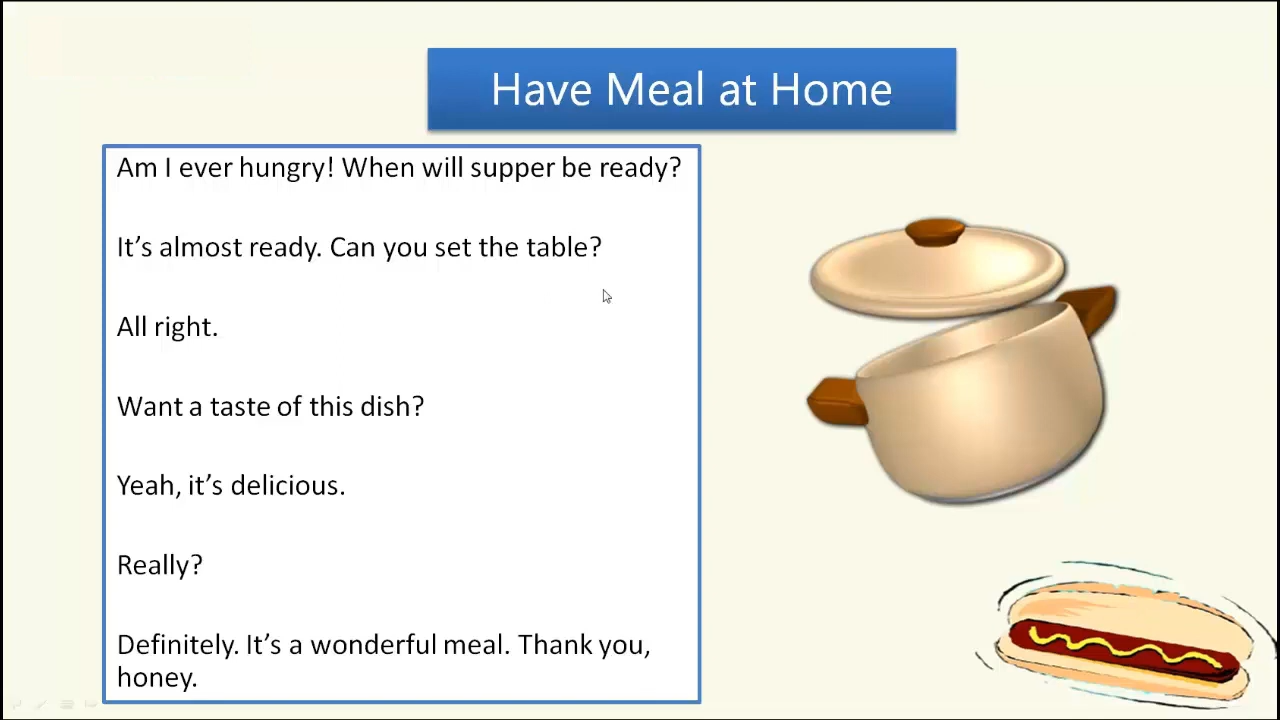 Have Meal at Home
Am I ever hungry! When will supper be ready?
It’s almost ready. Can you set the table?
All right.
Want a taste of this dish?
Yeah, it’s delicious.
Really?
Definitely. It’s a wonderful meal. Thank you,
honey.